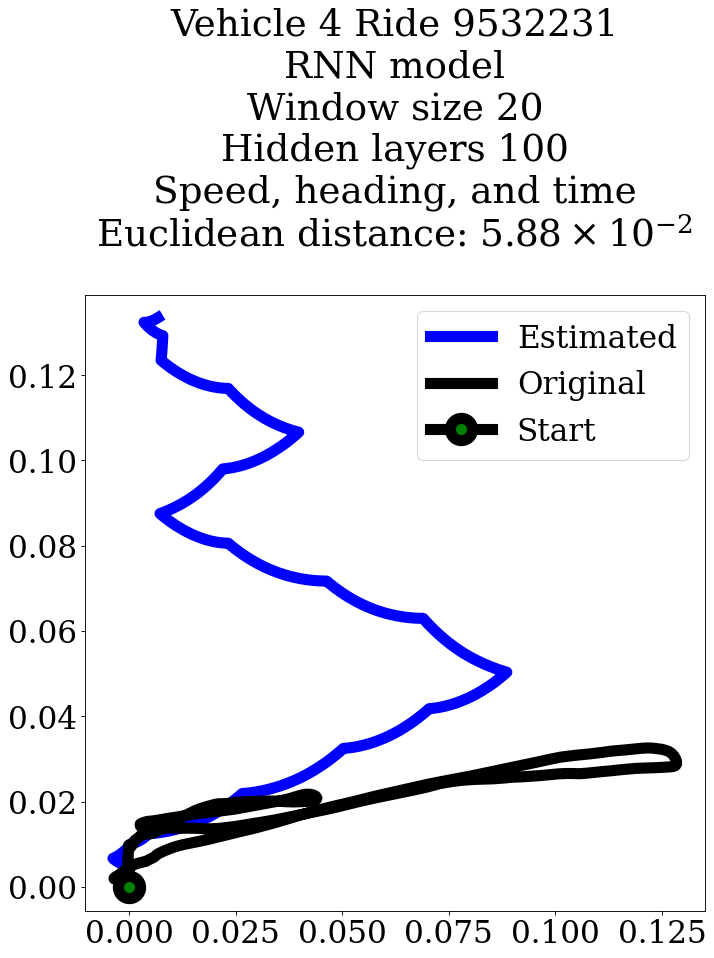 Vehicle 4 Ride 9532231
RNN model
Window size 20
Hidden layers 100
Speed, heading, and time
Euclidean distance: 5.88 × 10⁻²
Estimated
Original
Start
0.12
0.10
0.08
0.06
0.04
0.02
0.00
0.000 0.025 0.050 0.075 0.100 0.125